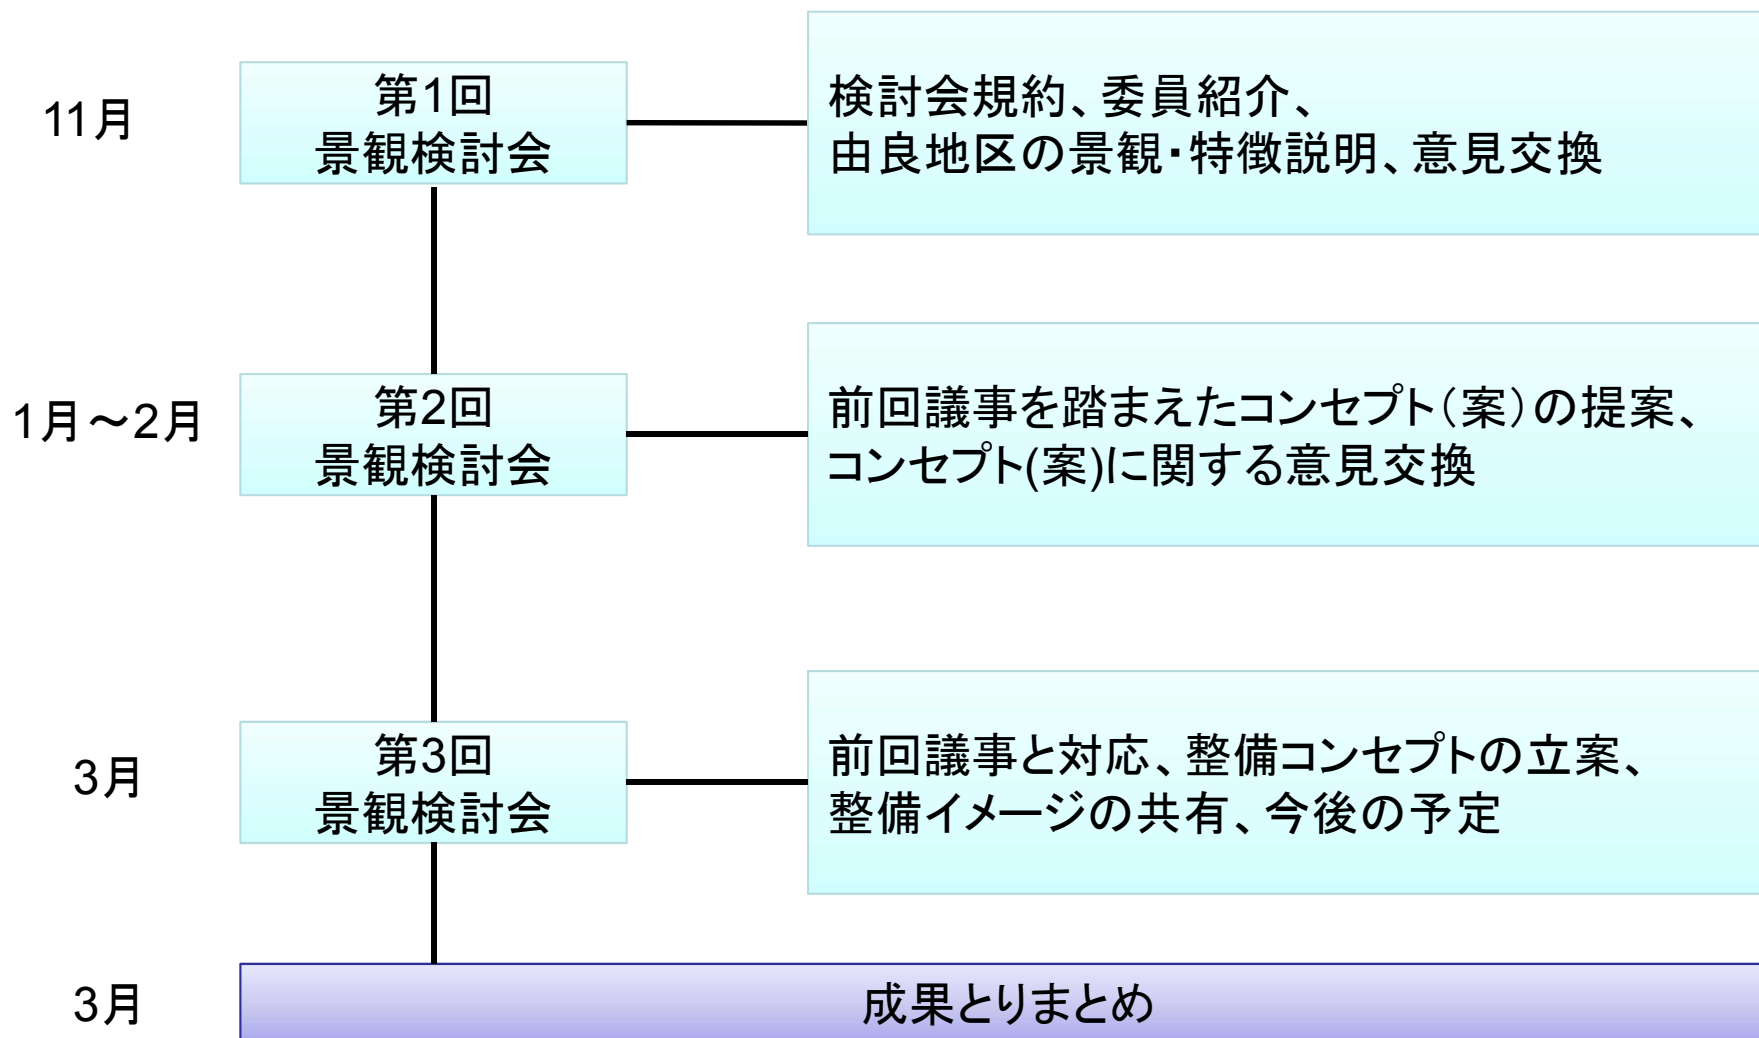 11月
第1回
景観検討会
検討会規約、委員紹介、
由良地区の景観・特徴説明、意見交換
1月～2月
第2回
景観検討会
前回議事を踏まえたコンセプト（案）の提案、
コンセプト(案)に関する意見交換
3月
第3回
景観検討会
前回議事と対応、整備コンセプトの立案、
整備イメージの共有、今後の予定
3月
成果とりまとめ